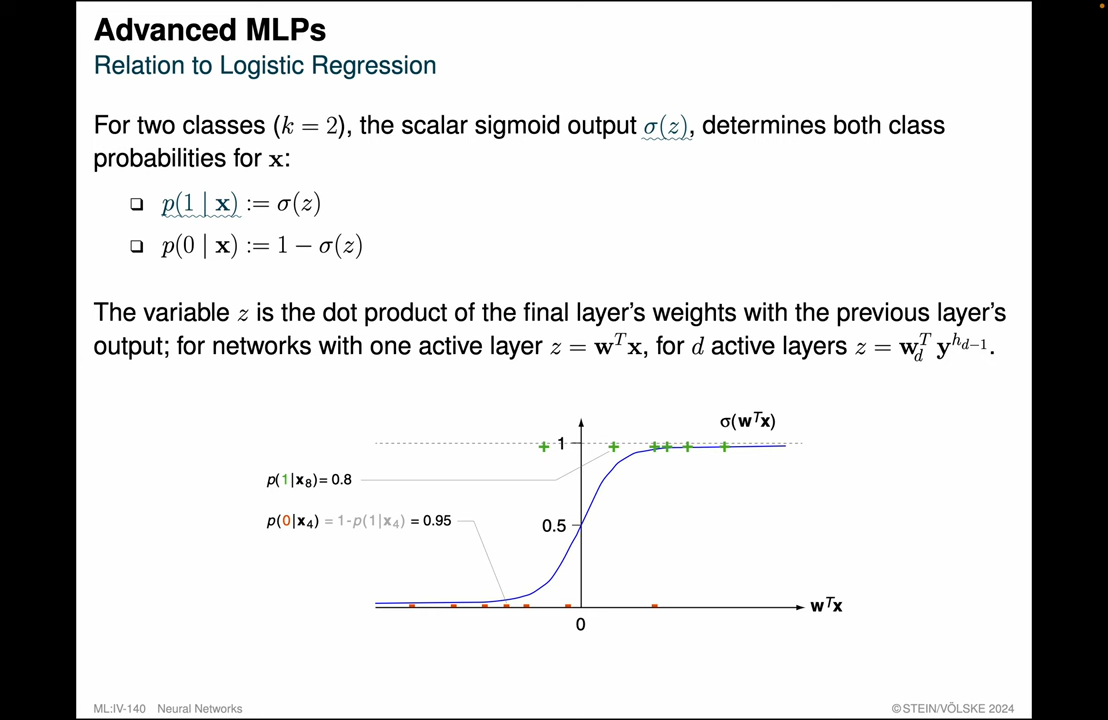 Advanced MLPs
Relation to Logistic Regression
For two classes (k = 2), the scalar sigmoid output σ(z), determines both class
probabilities for x:
❑ p(1 | x) := σ(z)
❑ p(0 | x) := 1 − σ(z)
The variable z is the dot product of the final layer's weights with the previous layer's
output; for networks with one active layer z = w^T x, for d active layers z = w_d^T y^{h_{d−1}}.
σ(w^T x)
1
p(1|x₈)= 0.8
p(0|x₄) = 1-p(1|x₄) = 0.95
0.5
w^T x
0
ML:IV-140 Neural Networks
©STEIN/VÖLSKE 2024